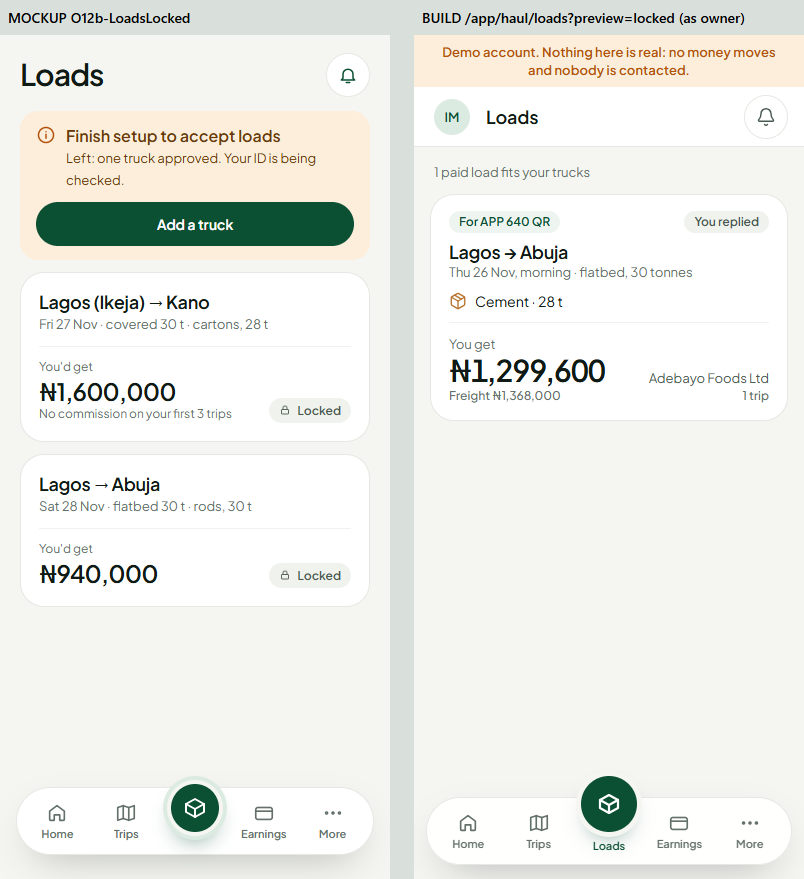 MOCKUP O12b-LoadsLocked
Loads
Finish setup to accept loads
Left: one truck approved. Your ID is being
checked.
Add a truck
Lagos (Ikeja) → Kano
Fri 27 Nov · covered 30 t · cartons, 28 t
You'd get
₦1,600,000
No commission on your first 3 trips
Locked
Lagos → Abuja
Sat 28 Nov · flatbed 30 t · rods, 30 t
You'd get
₦940,000
Locked
Home
Trips
Earnings
More
BUILD /app/haul/loads?preview=locked (as owner)
Demo account. Nothing here is real: no money moves
and nobody is contacted.
IM
Loads
1 paid load fits your trucks
For APP 640 QR
You replied
Lagos → Abuja
Thu 26 Nov, morning · flatbed, 30 tonnes
Cement · 28 t
You get
₦1,299,600
Freight ₦1,368,000
Adebayo Foods Ltd
1 trip
Home
Trips
Loads
Earnings
More